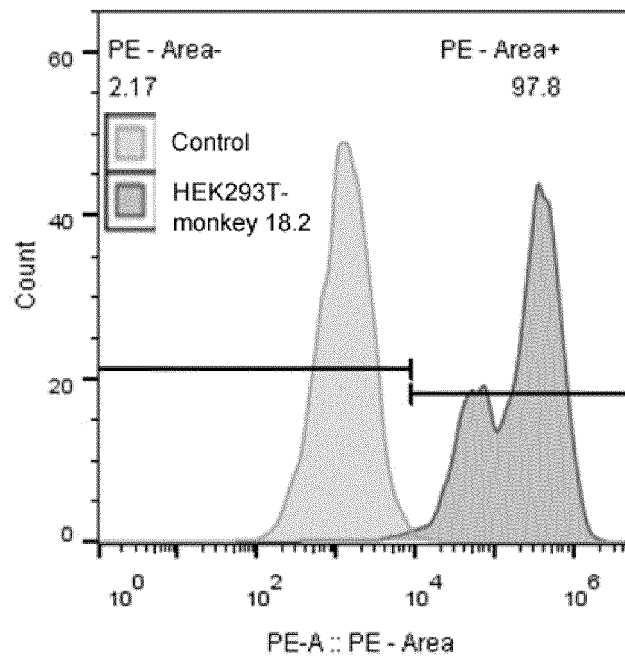 PE - Area-
2.17
PE - Area+
97.8
Control
HEK293T-
monkey 18.2
60
40
20
0
Count
10^0
10^2
10^4
10^6
PE-A :: PE - Area